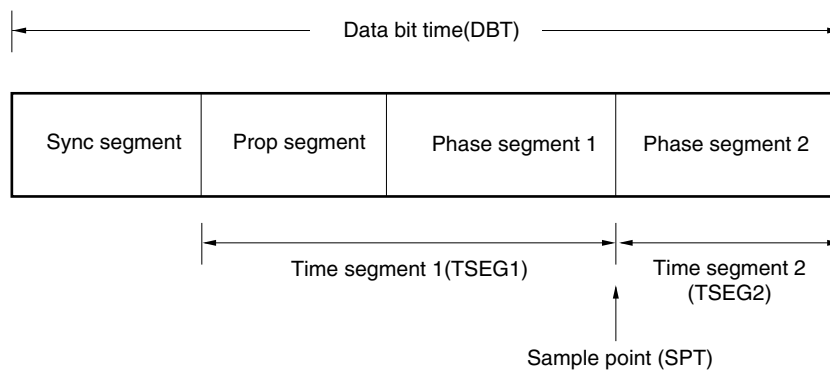 Data bit time(DBT)
Sync segment
Prop segment
Phase segment 1
Phase segment 2
Time segment 1(TSEG1)
Time segment 2
(TSEG2)
Sample point (SPT)